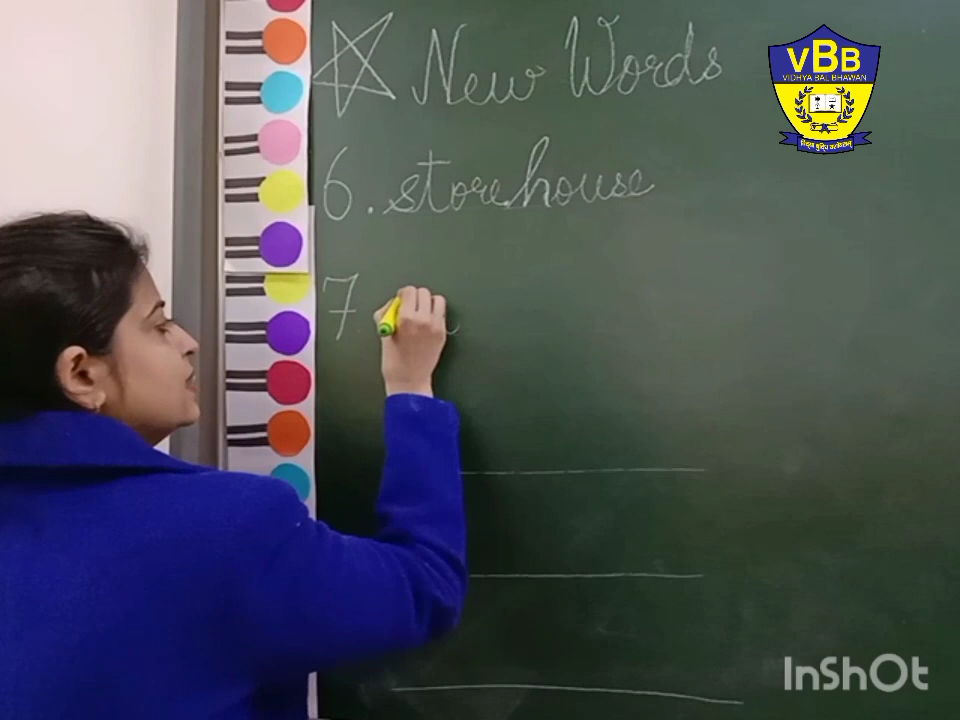 New Words
6. storehouse
7
VBB
VIDHYA BAL BHAWAN
InShOt